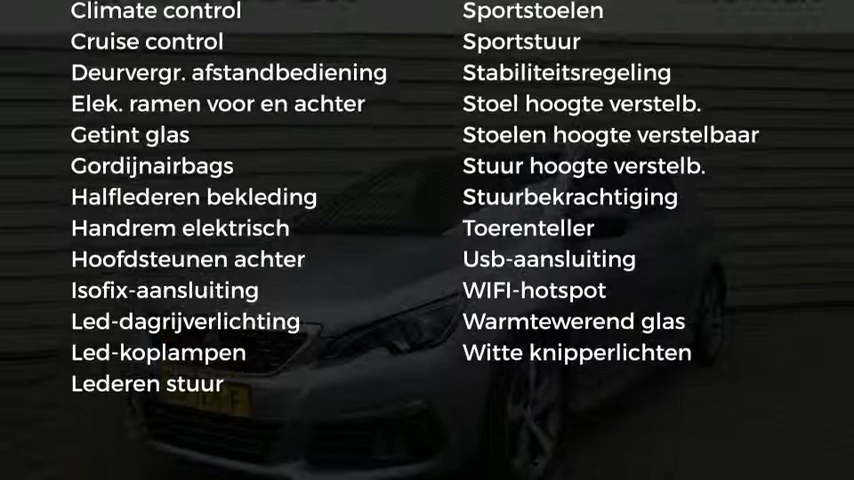 Climate control
Cruise control
Deurvergr. afstandbediening
Elek. ramen voor en achter
Getint glas
Gordijnairbags
Halflederen bekleding
Handrem elektrisch
Hoofdsteunen achter
Isofix-aansluiting
Led-dagrijverlichting
Led-koplampen
Lederen stuur
Sportstoelen
Sportstuur
Stabiliteitsregeling
Stoel hoogte verstelb.
Stoelen hoogte verstelbaar
Stuur hoogte verstelb.
Stuurbekrachtiging
Toerenteller
Usb-aansluiting
WIFI-hotspot
Warmtewerend glas
Witte knipperlichten